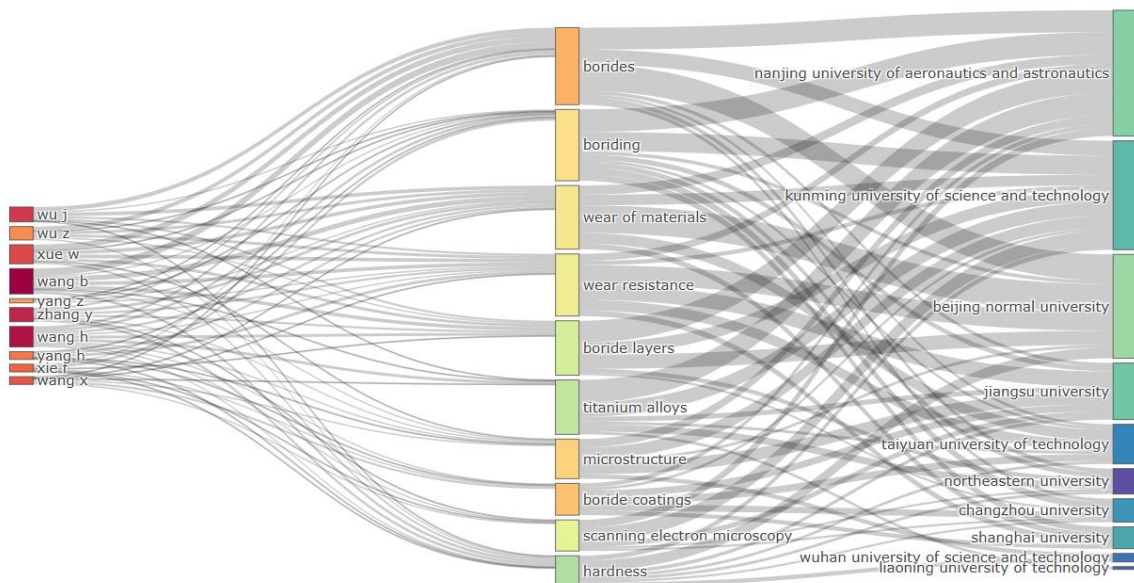 wu j
wu z
xue w
wang b
yang z
zhang y
wang h
yang h
xie f
wang x
borides
boriding
wear of materials
wear resistance
boride layers
titanium alloys
microstructure
boride coatings
scanning electron microscopy
hardness
nanjing university of aeronautics and astronautics
kunming university of science and technology
beijing normal university
jiangsu university
taiyuan university of technology
northeastern university
changzhou university
shanghai university
wuhan university of science and technology
liaoning university of technology